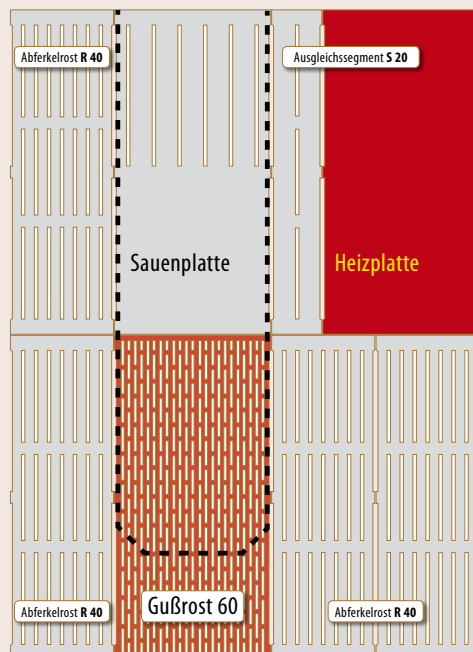 Abferkelrost R 40
Ausgleichssegment S 20
Sauenplatte
Heizplatte
Abferkelrost R 40
Gußrost 60
Abferkelrost R 40